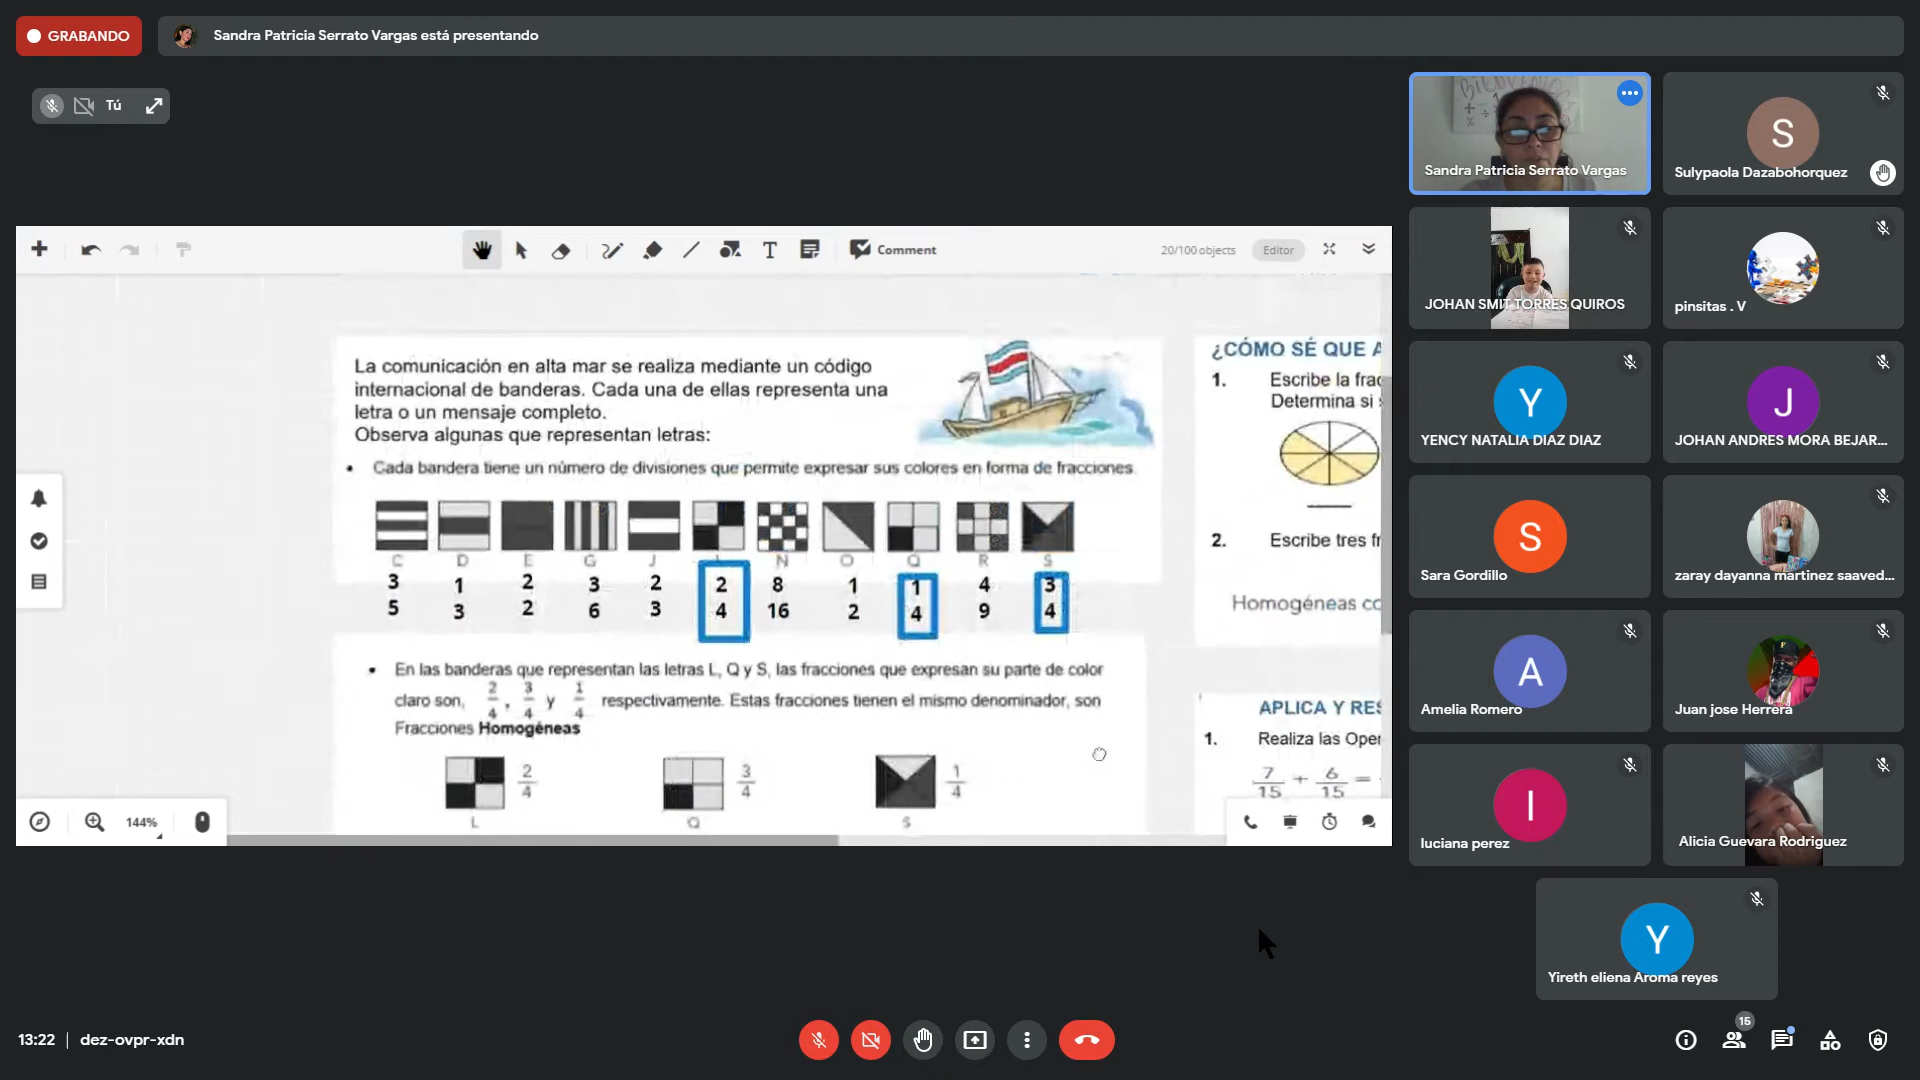 GRABANDO
Sandra Patricia Serrato Vargas está presentando
Tú
Comment
20/100 objects
Editor
La comunicación en alta mar se realiza mediante un código
internacional de banderas. Cada una de ellas representa una
letra o un mensaje completo.
Observa algunas que representan letras:
• Cada bandera tiene un número de divisiones que permite expresar sus colores en forma de fracciones.
C D E G J L N O Q R S
3 1 2 3 2 2 8 1 1 4 3
5 3 2 6 3 4 16 2 4 9 4
• En las banderas que representan las letras L, Q y S, las fracciones que expresan su parte de color
claro son, 2/4, 3/4 y 1/4 respectivamente. Estas fracciones tienen el mismo denominador, son
Fracciones Homogéneas
2/4 3/4 1/4
L Q S
¿CÓMO SÉ QUE A
1. Escribe la frac
Determina si
2. Escribe tres fr
Homogéneas co
APLICA Y RES
1. Realiza las Oper
7/15 + 6/15 =
144%
Sandra Patricia Serrato Vargas
S
Sulypaola Dazabohorquez
JOHAN SMIT TORRES QUIROS
pinsitas . V
Y
YENCY NATALIA DIAZ DIAZ
J
JOHAN ANDRES MORA BEJAR...
S
Sara Gordillo
zaray dayanna martinez saaved...
A
Amelia Romero
Juan jose Herrera
I
luciana perez
Alicia Guevara Rodriguez
Y
Yireth eliena Aroma reyes
13:22 | dez-ovpr-xdn
15